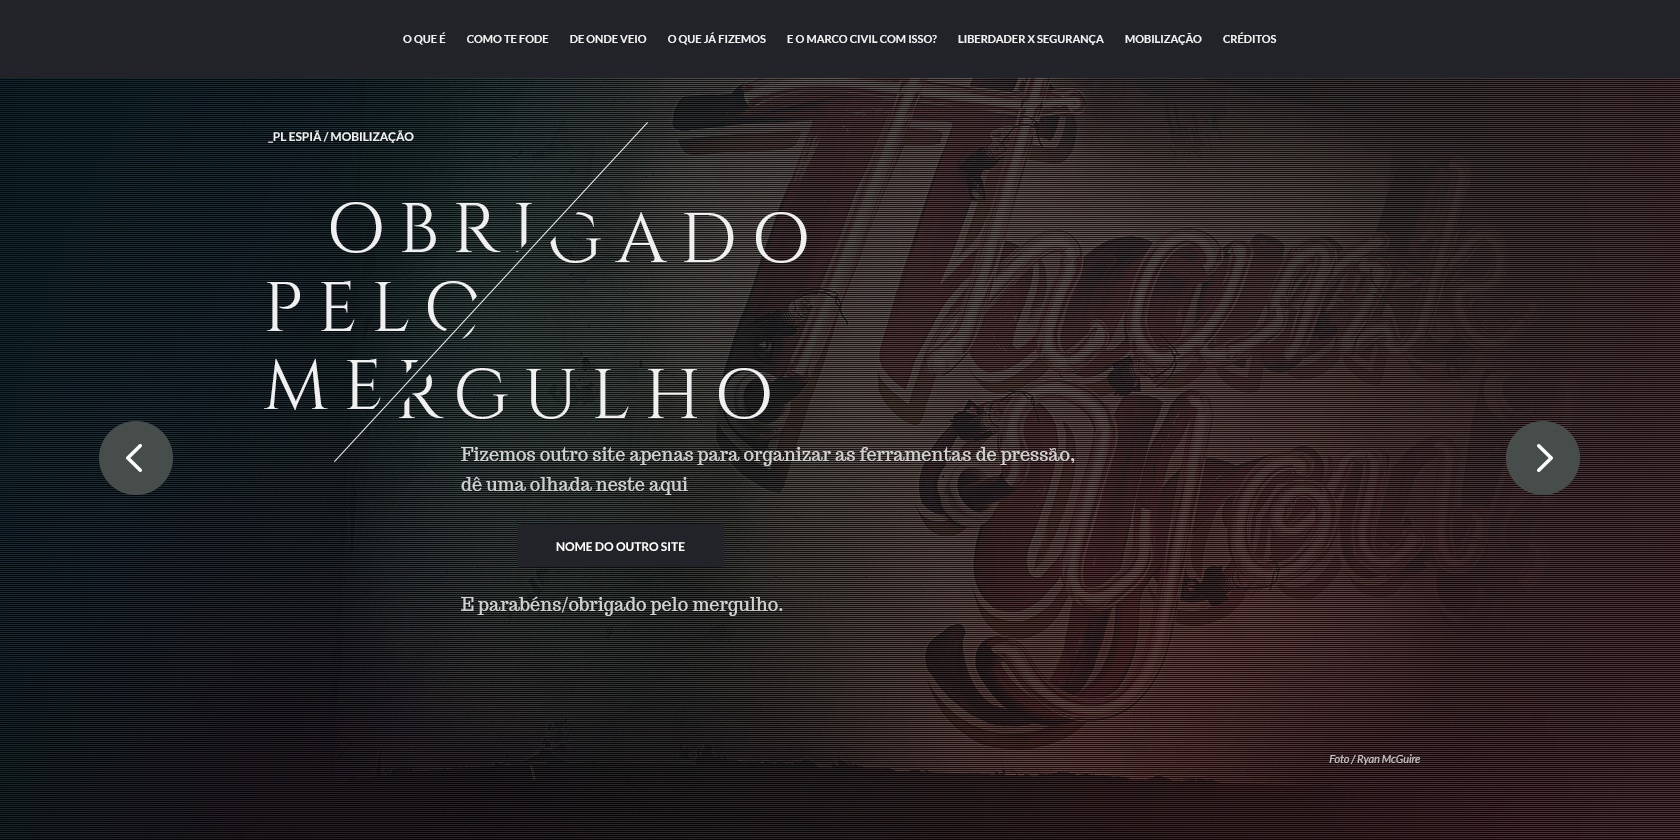 O QUE É COMO TE FODE DE ONDE VEIO O QUE JÁ FIZEMOS E O MARCO CIVIL COM ISSO? LIBERDADER X SEGURANÇA MOBILIZAÇÃO CRÉDITOS
_PL ESPIÃ / MOBILIZAÇÃO
OBRIGADO
PELO
MERGULHO
Fizemos outro site apenas para organizar as ferramentas de pressão,
dê uma olhada neste aqui
NOME DO OUTRO SITE
E parabéns/obrigado pelo mergulho.
Thank
You
Foto / Ryan McGuire